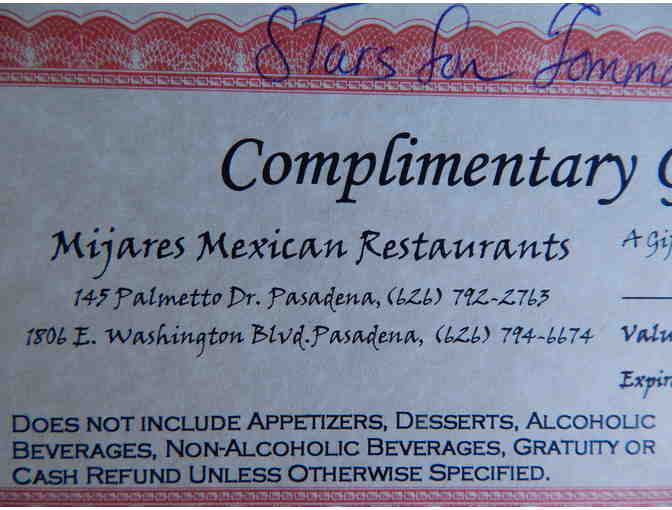 Stars for
Complimentary
Mijares Mexican Restaurants
A
145 Palmetto Dr. Pasadena, (626) 792-2763
1806 E. Washington Blvd.Pasadena, (626) 794-6674
DOES NOT INCLUDE APPETIZERS, DESSERTS, ALCOHOLIC
BEVERAGES, NON-ALCOHOLIC BEVERAGES, GRATUITY OR
CASH REFUND UNLESS OTHERWISE SPECIFIED.